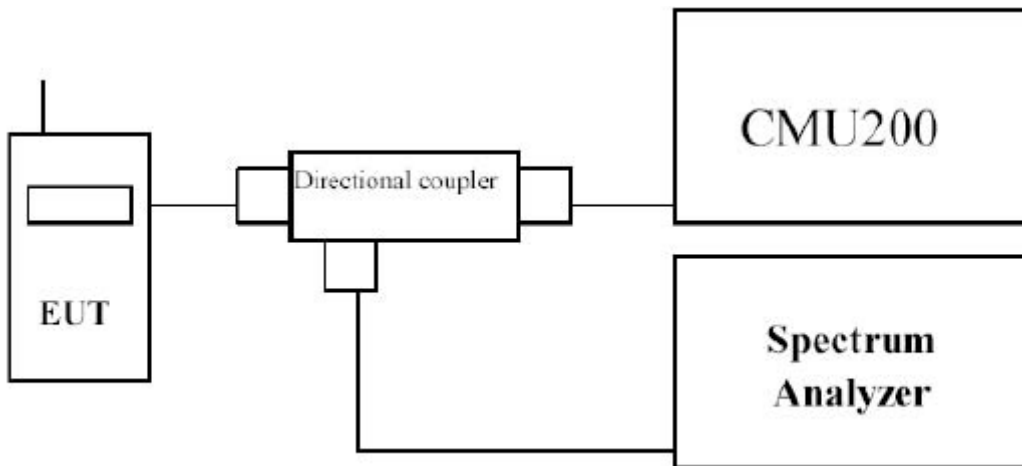 CMU200
Directional coupler
EUT
Spectrum
Analyzer